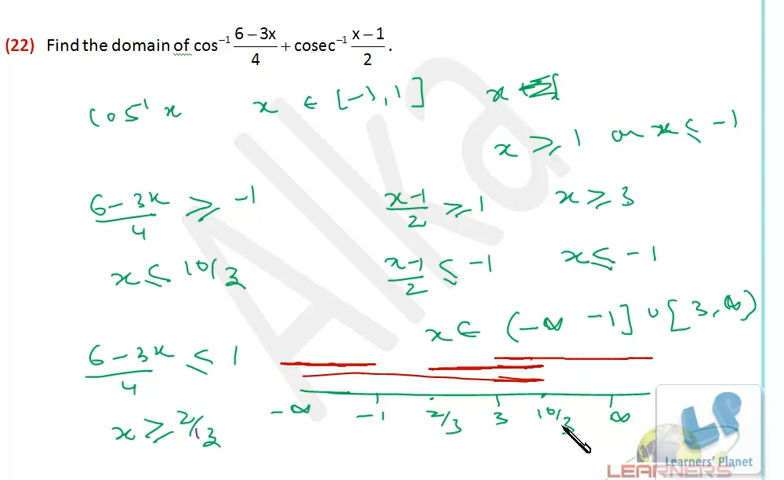 (22) Find the domain of cos⁻¹ (6 – 3x)/4 + cosec⁻¹ (x – 1)/2 .
cos⁻¹ x x ∈ [-1, 1] x
x ≥ 1 or x ≤ -1
(6 - 3x)/4 ≥ -1 (x-1)/2 ≥ 1 x ≥ 3
x ≤ 10/3 (x-1)/2 ≤ -1 x ≤ -1
x ∈ (-∞ -1] ∪ [3, ∞)
(6 - 3x)/4 ≤ 1
x ≥ 2/3
-∞ -1 2/3 3 10/3 ∞
Alka
Learners' Planet
LEARNERS